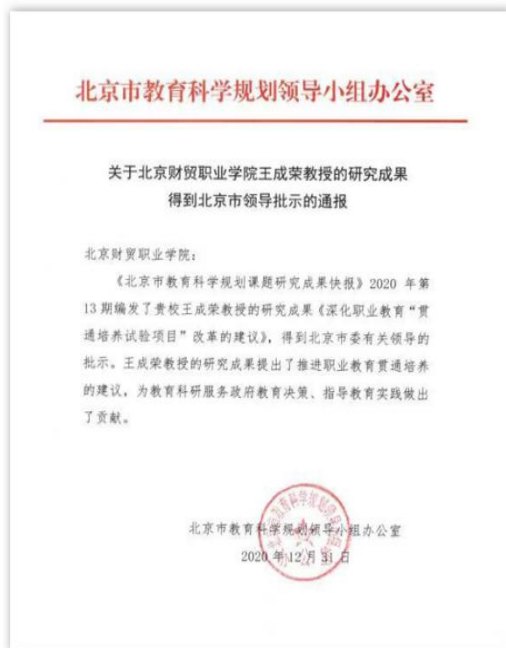 北京市教育科学规划领导小组办公室
关于北京财贸职业学院王成荣教授的研究成果
得到北京市领导批示的通报
北京财贸职业学院：
《北京市教育科学规划课题研究成果快报》2020 年第
13 期编发了贵校王成荣教授的研究成果《深化职业教育“贯
通培养试验项目”改革的建议》，得到北京市委有关领导的
批示。王成荣教授的研究成果提出了推进职业教育贯通培养
的建议，为教育科研服务政府教育决策、指导教育实践做出
了贡献。
北京市教育科学规划领导小组办公室
2020 年 12 月 31 日